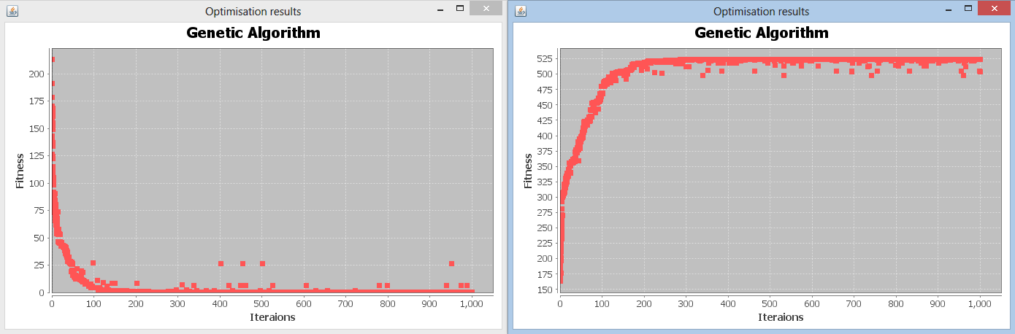 Optimisation results
Genetic Algorithm
Fitness
200
175
150
125
100
75
50
25
0
0 100 200 300 400 500 600 700 800 900 1,000
Iteraions
Optimisation results
Genetic Algorithm
Fitness
525
500
475
450
425
400
375
350
325
300
275
250
225
200
175
150
0 100 200 300 400 500 600 700 800 900 1,000
Iteraions